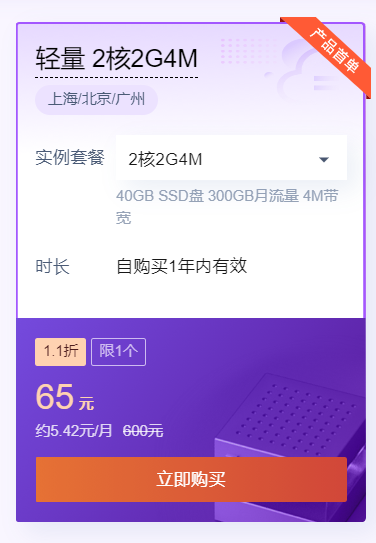 产品首单
轻量 2核2G4M
上海/北京/广州
实例套餐 2核2G4M
40GB SSD盘 300GB月流量 4M带
宽
时长 自购买1年内有效
1.1折 限1个
65 元
约5.42元/月 600元
立即购买